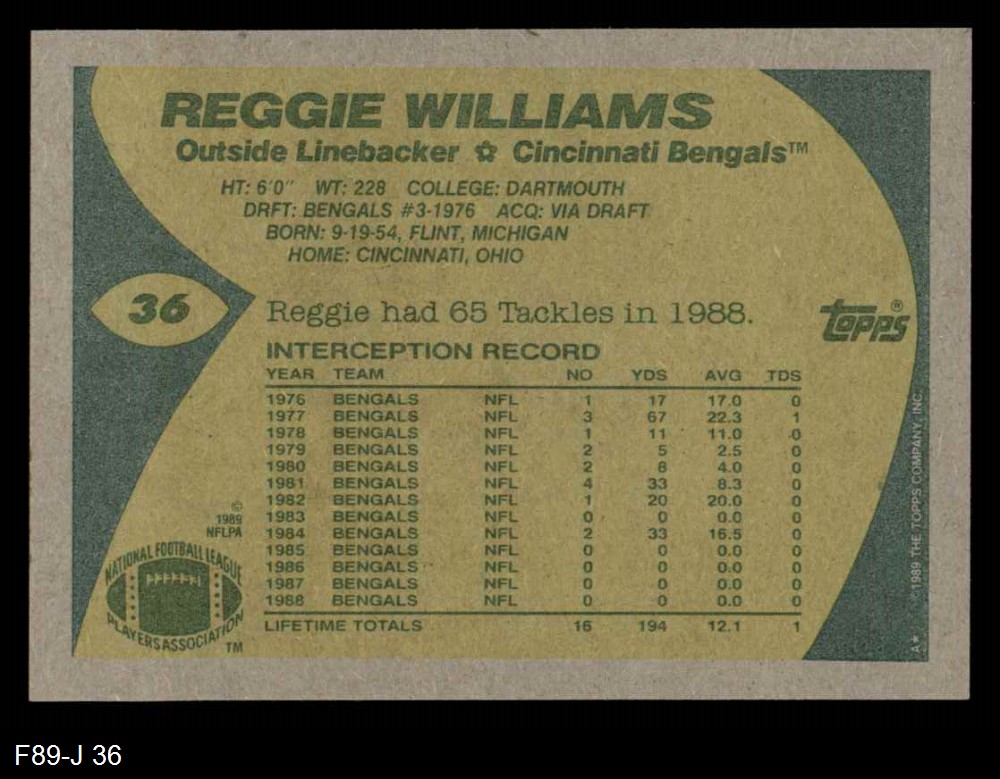 REGGIE WILLIAMS
Outside Linebacker ☆ Cincinnati Bengals™
HT: 6'0" WT: 228 COLLEGE: DARTMOUTH
DRFT: BENGALS #3-1976 ACQ: VIA DRAFT
BORN: 9-19-54, FLINT, MICHIGAN
HOME: CINCINNATI, OHIO
36
Reggie had 65 Tackles in 1988.
topps®
INTERCEPTION RECORD
YEAR TEAM NO YDS AVG TDS
1976 BENGALS NFL 1 17 17.0 0
1977 BENGALS NFL 3 67 22.3 1
1978 BENGALS NFL 1 11 11.0 0
1979 BENGALS NFL 2 5 2.5 0
1980 BENGALS NFL 2 8 4.0 0
1981 BENGALS NFL 4 33 8.3 0
1982 BENGALS NFL 1 20 20.0 0
1983 BENGALS NFL 0 0 0.0 0
1984 BENGALS NFL 2 33 16.5 0
1985 BENGALS NFL 0 0 0.0 0
1986 BENGALS NFL 0 0 0.0 0
1987 BENGALS NFL 0 0 0.0 0
1988 BENGALS NFL 0 0 0.0 0
LIFETIME TOTALS 16 194 12.1 1
©
1989
NFLPA
NATIONAL FOOTBALL LEAGUE
PLAYERS ASSOCIATION
TM
A* ©1989 THE TOPPS COMPANY, INC.
F89-J 36